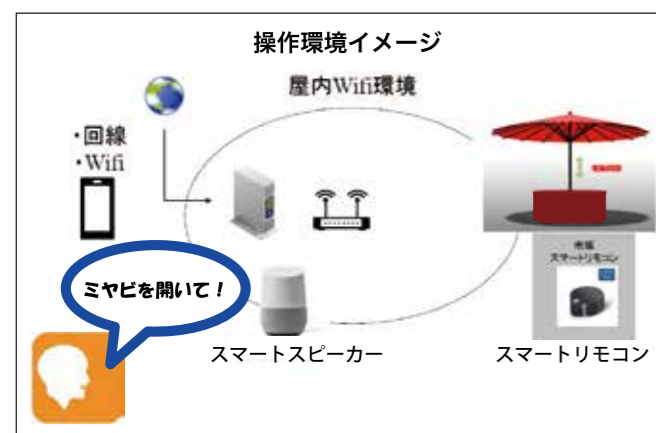 操作環境イメージ
屋内Wifi環境
・回線
・Wifi
市販
スマートリモコン
ミヤビを開いて！
スマートスピーカー
スマートリモコン